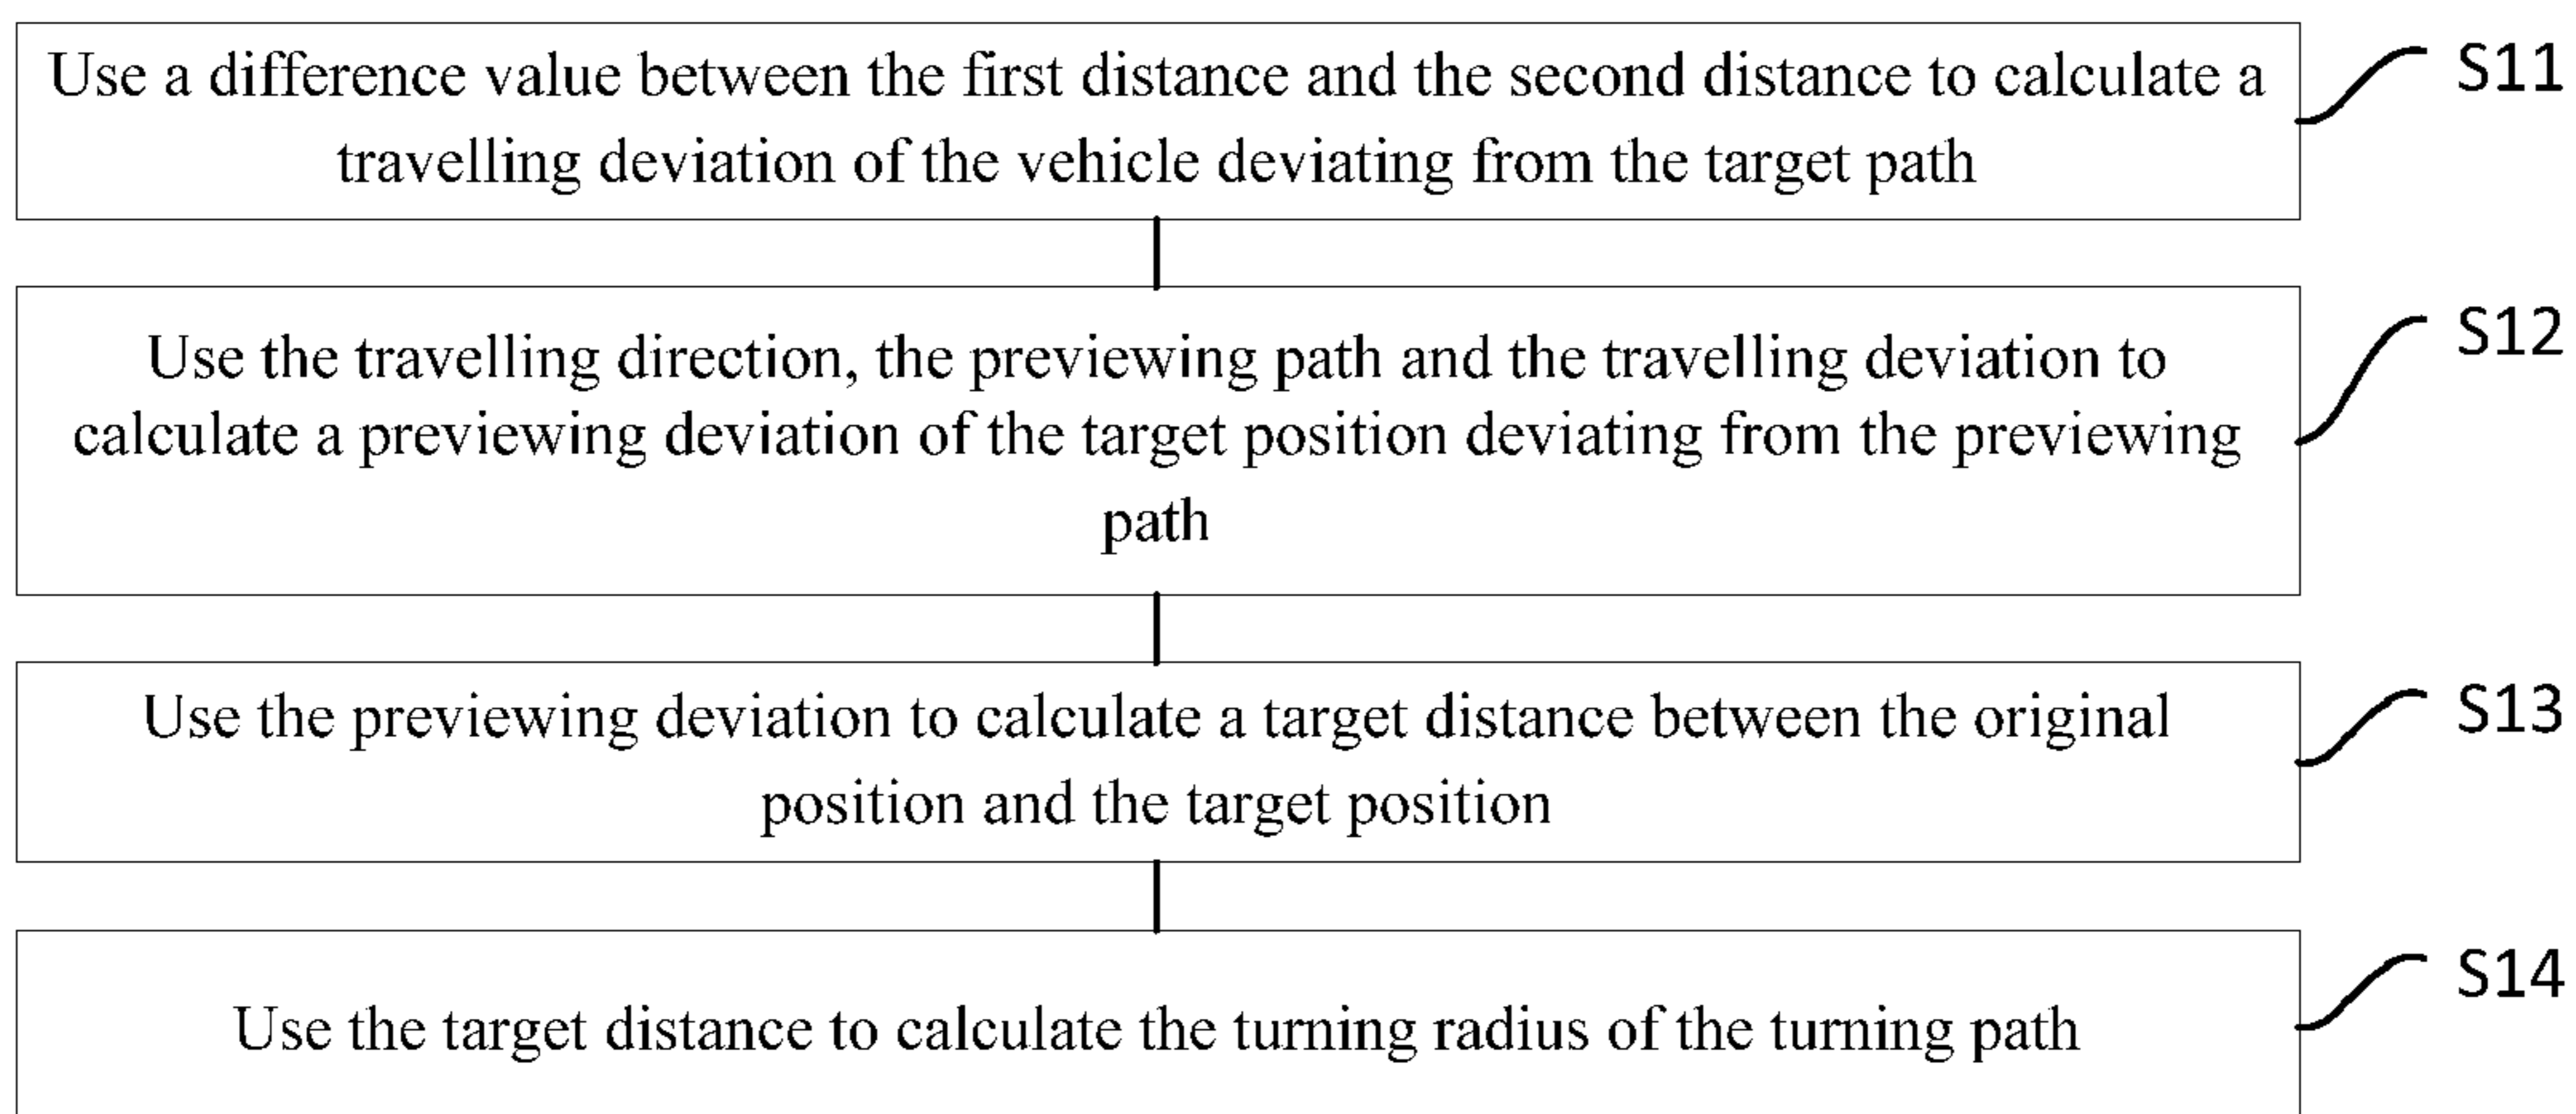 Use a difference value between the first distance and the second distance to calculate a
travelling deviation of the vehicle deviating from the target path
S11
Use the travelling direction, the previewing path and the travelling deviation to
calculate a previewing deviation of the target position deviating from the previewing
path
S12
Use the previewing deviation to calculate a target distance between the original
position and the target position
S13
Use the target distance to calculate the turning radius of the turning path
S14